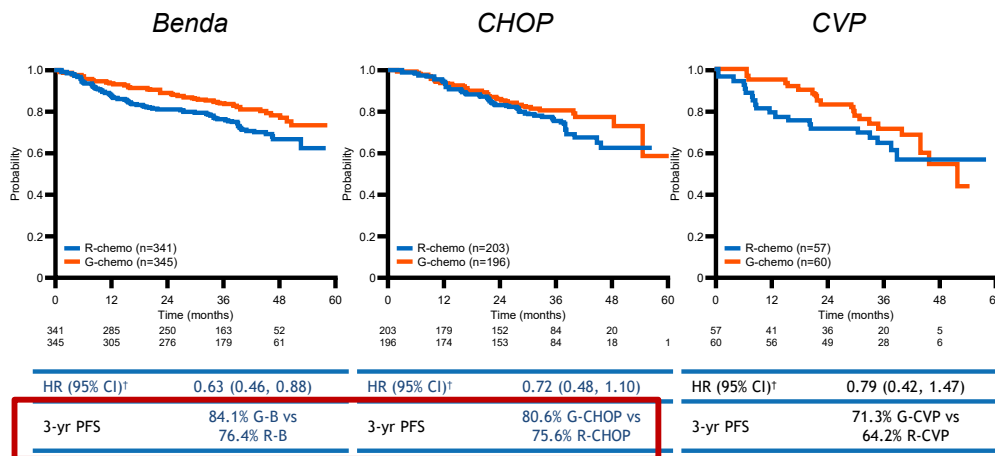 Benda
1.0
0.8
0.6
0.4
0.2
0
Probability
R-chemo (n=341)
G-chemo (n=345)
0 12 24 36 48 60
Time (months)
341 285 250 163 52
345 305 276 179 61
HR (95% CI)† 0.63 (0.46, 0.88)
3-yr PFS
84.1% G-B vs
76.4% R-B
CHOP
1.0
0.8
0.6
0.4
0.2
0
Probability
R-chemo (n=203)
G-chemo (n=196)
0 12 24 36 48 60
Time (months)
203 179 152 84 20
196 174 153 84 18 1
HR (95% CI)† 0.72 (0.48, 1.10)
3-yr PFS
80.6% G-CHOP vs
75.6% R-CHOP
CVP
1.0
0.8
0.6
0.4
0.2
0
Probability
R-chemo (n=57)
G-chemo (n=60)
0 12 24 36 48 60
Time (months)
57 41 36 20 5
60 56 49 28 6
HR (95% CI)† 0.79 (0.42, 1.47)
3-yr PFS
71.3% G-CVP vs
64.2% R-CVP